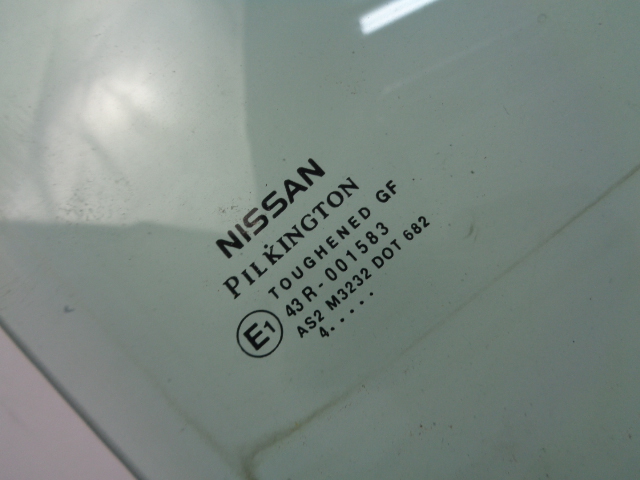 NISSAN
PILKINGTON
TOUGHENED GF
E1 43R-001583
AS2 M3232 DOT 682
4.....